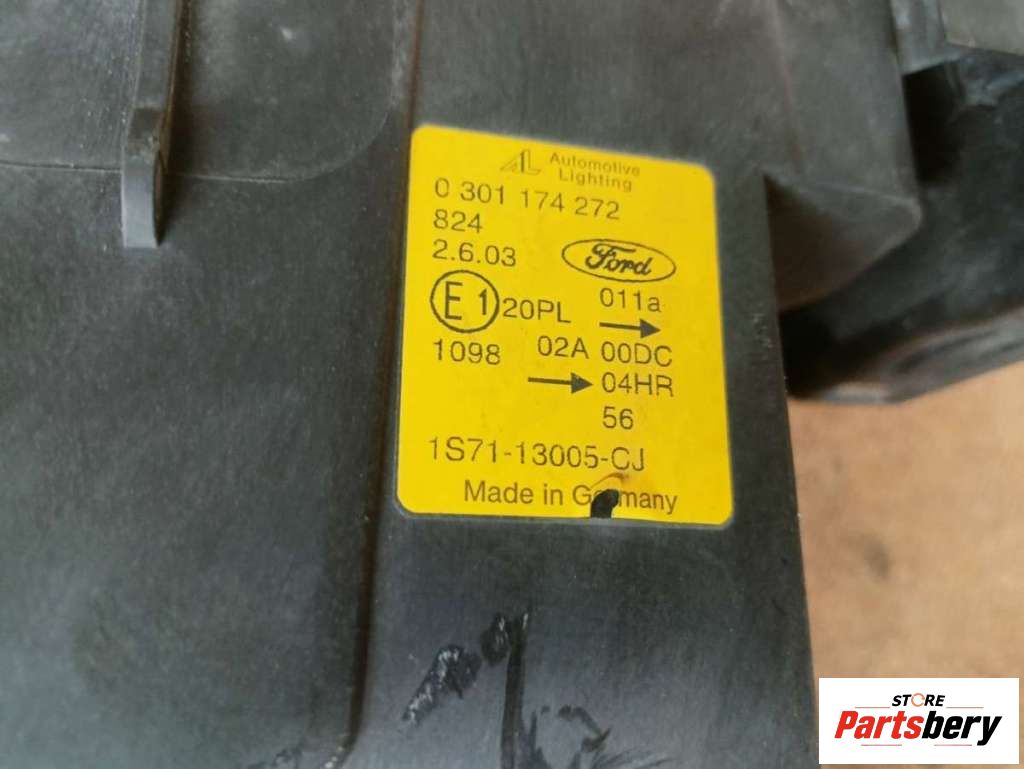 AL Automotive
Lighting
0 301 174 272
824
2.6.03
Ford
E1 20PL 011a →
1098 02A 00DC
→ 04HR
56
1S71-13005-CJ
Made in Germany
STORE
Partsbery